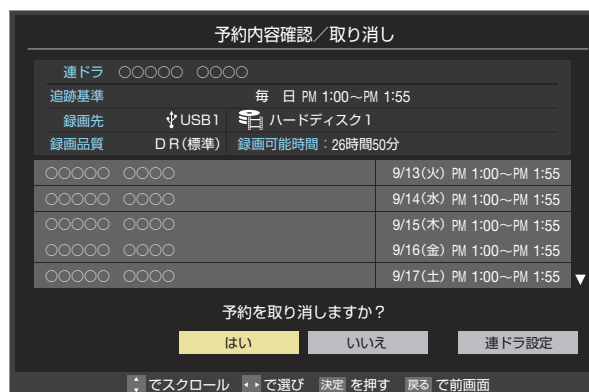 予約内容確認／取り消し
連ドラ ○○○○○ ○○○
追跡基準 毎 日 PM 1:00～PM 1:55
録画先 USB1 ハードディスク1
録画品質 DR(標準) 録画可能時間：26時間50分
○○○○○ ○○○○ 9/13(火) PM 1:00～PM 1:55
○○○○○ ○○○○ 9/14(水) PM 1:00～PM 1:55
○○○○○ ○○○○ 9/15(木) PM 1:00～PM 1:55
○○○○○ ○○○○ 9/16(金) PM 1:00～PM 1:55
○○○○○ ○○○○ 9/17(土) PM 1:00～PM 1:55 ▼
予約を取り消しますか？
はい いいえ 連ドラ設定
でスクロール で選び 決定 を押す 戻る で前画面